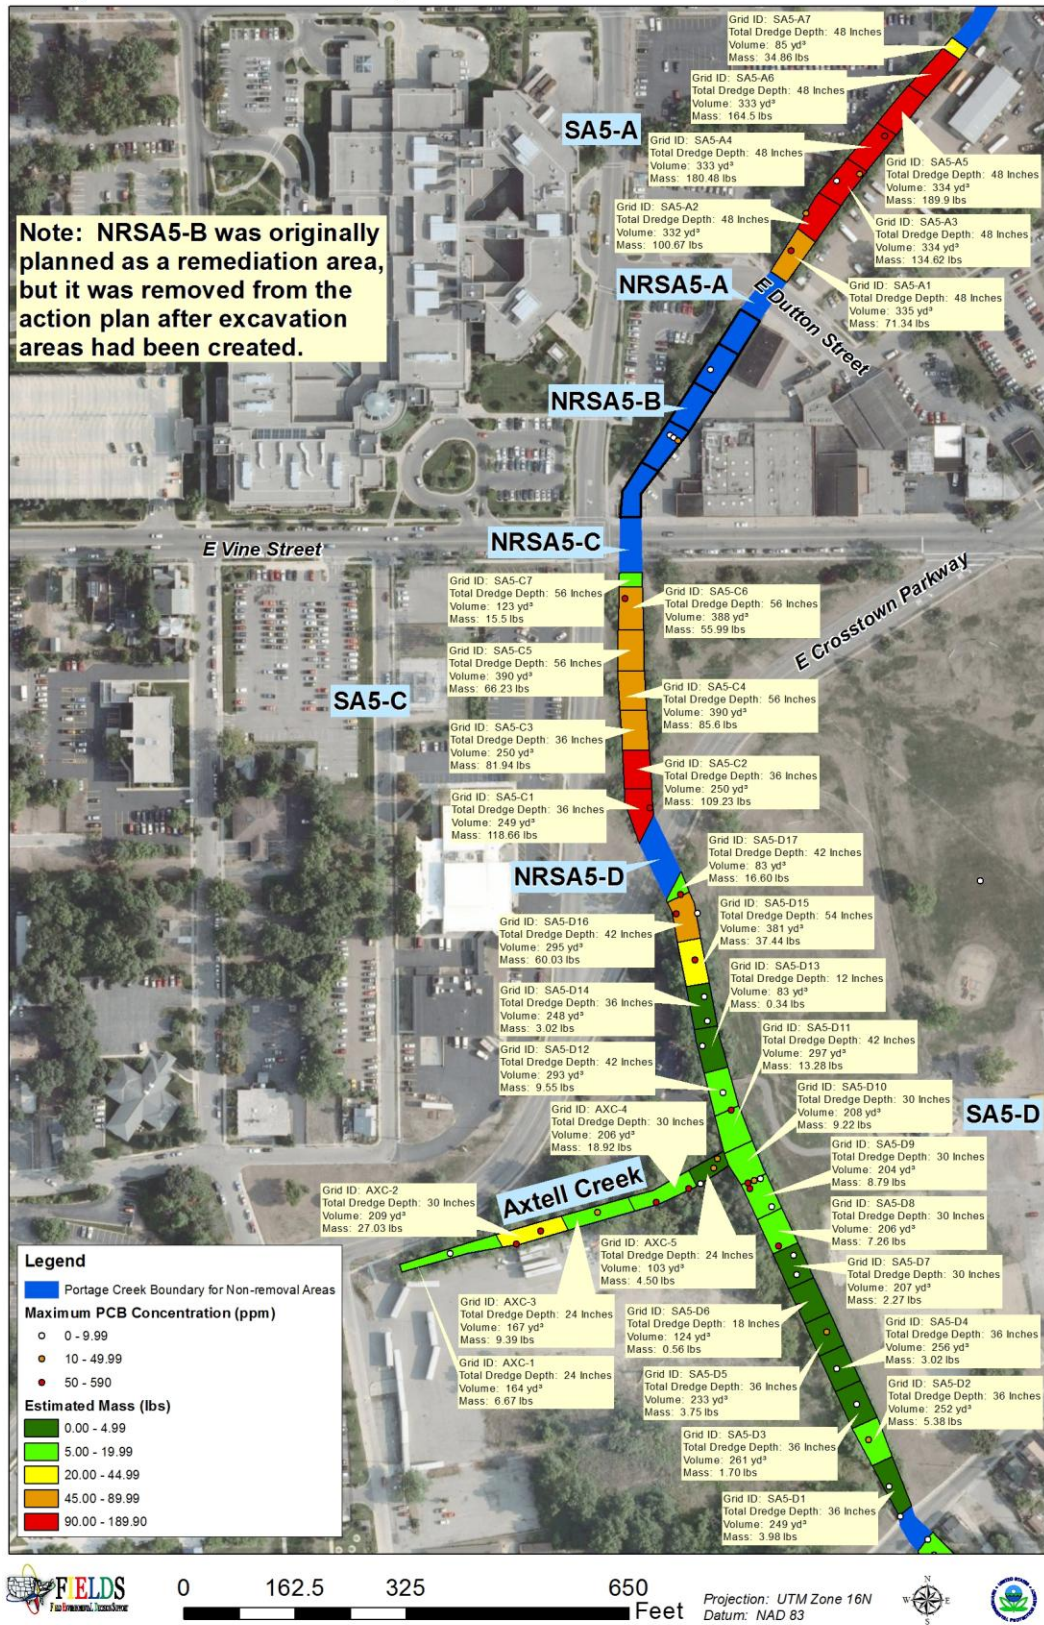 Grid ID: SA5-A7
Total Dredge Depth: 48 Inches
Volume: 85 yd³
Mass: 34.86 lbs
Grid ID: SA5-A6
Total Dredge Depth: 48 Inches
Volume: 333 yd³
Mass: 164.5 lbs
SA5-A
Grid ID: SA5-A4
Total Dredge Depth: 48 Inches
Volume: 333 yd³
Mass: 180.48 lbs
Grid ID: SA5-A5
Total Dredge Depth: 48 Inches
Volume: 334 yd³
Mass: 189.9 lbs
Grid ID: SA5-A2
Total Dredge Depth: 48 Inches
Volume: 332 yd³
Mass: 100.67 lbs
Grid ID: SA5-A3
Total Dredge Depth: 48 Inches
Volume: 334 yd³
Mass: 134.62 lbs
Note: NRSA5-B was originally
planned as a remediation area,
but it was removed from the
action plan after excavation
areas had been created.
NRSA5-A
Grid ID: SA5-A1
Total Dredge Depth: 48 Inches
Volume: 335 yd³
Mass: 71.34 lbs
E Dutton Street
NRSA5-B
NRSA5-C
E Vine Street
E Crosstown Parkway
Grid ID: SA5-C7
Total Dredge Depth: 56 Inches
Volume: 123 yd³
Mass: 15.5 lbs
Grid ID: SA5-C6
Total Dredge Depth: 56 Inches
Volume: 388 yd³
Mass: 55.99 lbs
Grid ID: SA5-C5
Total Dredge Depth: 56 Inches
Volume: 390 yd³
Mass: 66.23 lbs
SA5-C
Grid ID: SA5-C4
Total Dredge Depth: 56 Inches
Volume: 390 yd³
Mass: 85.6 lbs
Grid ID: SA5-C3
Total Dredge Depth: 36 Inches
Volume: 250 yd³
Mass: 81.94 lbs
Grid ID: SA5-C2
Total Dredge Depth: 36 Inches
Volume: 250 yd³
Mass: 109.23 lbs
Grid ID: SA5-C1
Total Dredge Depth: 36 Inches
Volume: 249 yd³
Mass: 118.66 lbs
NRSA5-D
Grid ID: SA5-D17
Total Dredge Depth: 42 Inches
Volume: 83 yd³
Mass: 16.60 lbs
Grid ID: SA5-D15
Total Dredge Depth: 54 Inches
Volume: 381 yd³
Mass: 37.44 lbs
Grid ID: SA5-D16
Total Dredge Depth: 42 Inches
Volume: 295 yd³
Mass: 60.03 lbs
Grid ID: SA5-D13
Total Dredge Depth: 12 Inches
Volume: 83 yd³
Mass: 0.34 lbs
Grid ID: SA5-D14
Total Dredge Depth: 36 Inches
Volume: 248 yd³
Mass: 3.02 lbs
Grid ID: SA5-D11
Total Dredge Depth: 42 Inches
Volume: 297 yd³
Mass: 13.28 lbs
Grid ID: SA5-D12
Total Dredge Depth: 42 Inches
Volume: 293 yd³
Mass: 9.55 lbs
Grid ID: SA5-D10
Total Dredge Depth: 30 Inches
Volume: 208 yd³
Mass: 9.22 lbs
SA5-D
Grid ID: AXC-4
Total Dredge Depth: 30 Inches
Volume: 206 yd³
Mass: 18.92 lbs
Grid ID: SA5-D9
Total Dredge Depth: 30 Inches
Volume: 204 yd³
Mass: 8.79 lbs
Axtell Creek
Grid ID: AXC-2
Total Dredge Depth: 30 Inches
Volume: 209 yd³
Mass: 27.03 lbs
Grid ID: SA5-D8
Total Dredge Depth: 30 Inches
Volume: 206 yd³
Mass: 7.26 lbs
Grid ID: AXC-5
Total Dredge Depth: 24 Inches
Volume: 103 yd³
Mass: 4.50 lbs
Grid ID: SA5-D7
Total Dredge Depth: 30 Inches
Volume: 207 yd³
Mass: 2.27 lbs
Grid ID: AXC-3
Total Dredge Depth: 24 Inches
Volume: 167 yd³
Mass: 9.39 lbs
Grid ID: SA5-D6
Total Dredge Depth: 18 Inches
Volume: 124 yd³
Mass: 0.56 lbs
Grid ID: SA5-D4
Total Dredge Depth: 36 Inches
Volume: 256 yd³
Mass: 3.02 lbs
Grid ID: AXC-1
Total Dredge Depth: 24 Inches
Volume: 164 yd³
Mass: 6.67 lbs
Grid ID: SA5-D5
Total Dredge Depth: 36 Inches
Volume: 233 yd³
Mass: 3.75 lbs
Grid ID: SA5-D2
Total Dredge Depth: 36 Inches
Volume: 252 yd³
Mass: 5.38 lbs
Grid ID: SA5-D3
Total Dredge Depth: 36 Inches
Volume: 261 yd³
Mass: 1.70 lbs
Grid ID: SA5-D1
Total Dredge Depth: 36 Inches
Volume: 249 yd³
Mass: 3.98 lbs
Legend
Portage Creek Boundary for Non-removal Areas
Maximum PCB Concentration (ppm)
0 - 9.99
10 - 49.99
50 - 590
Estimated Mass (lbs)
0.00 - 4.99
5.00 - 19.99
20.00 - 44.99
45.00 - 89.99
90.00 - 189.90
FIELDS
0 162.5 325 650
Feet
Projection: UTM Zone 16N
Datum: NAD 83
N
W E
S